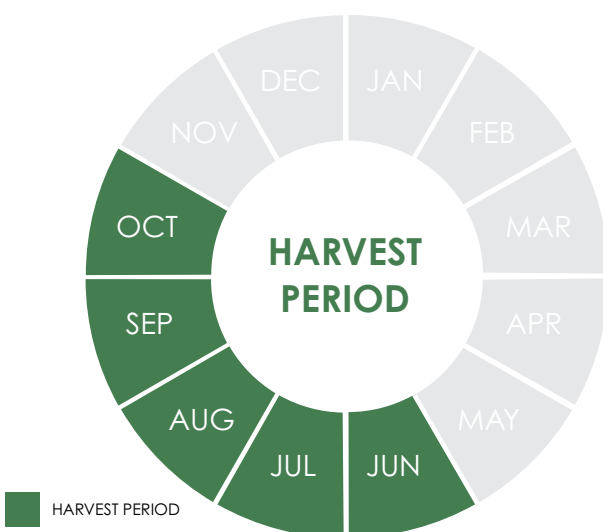 DEC
JAN
NOV
FEB
OCT
MAR
HARVEST
PERIOD
SEP
APR
AUG
MAY
JUL
JUN
HARVEST PERIOD